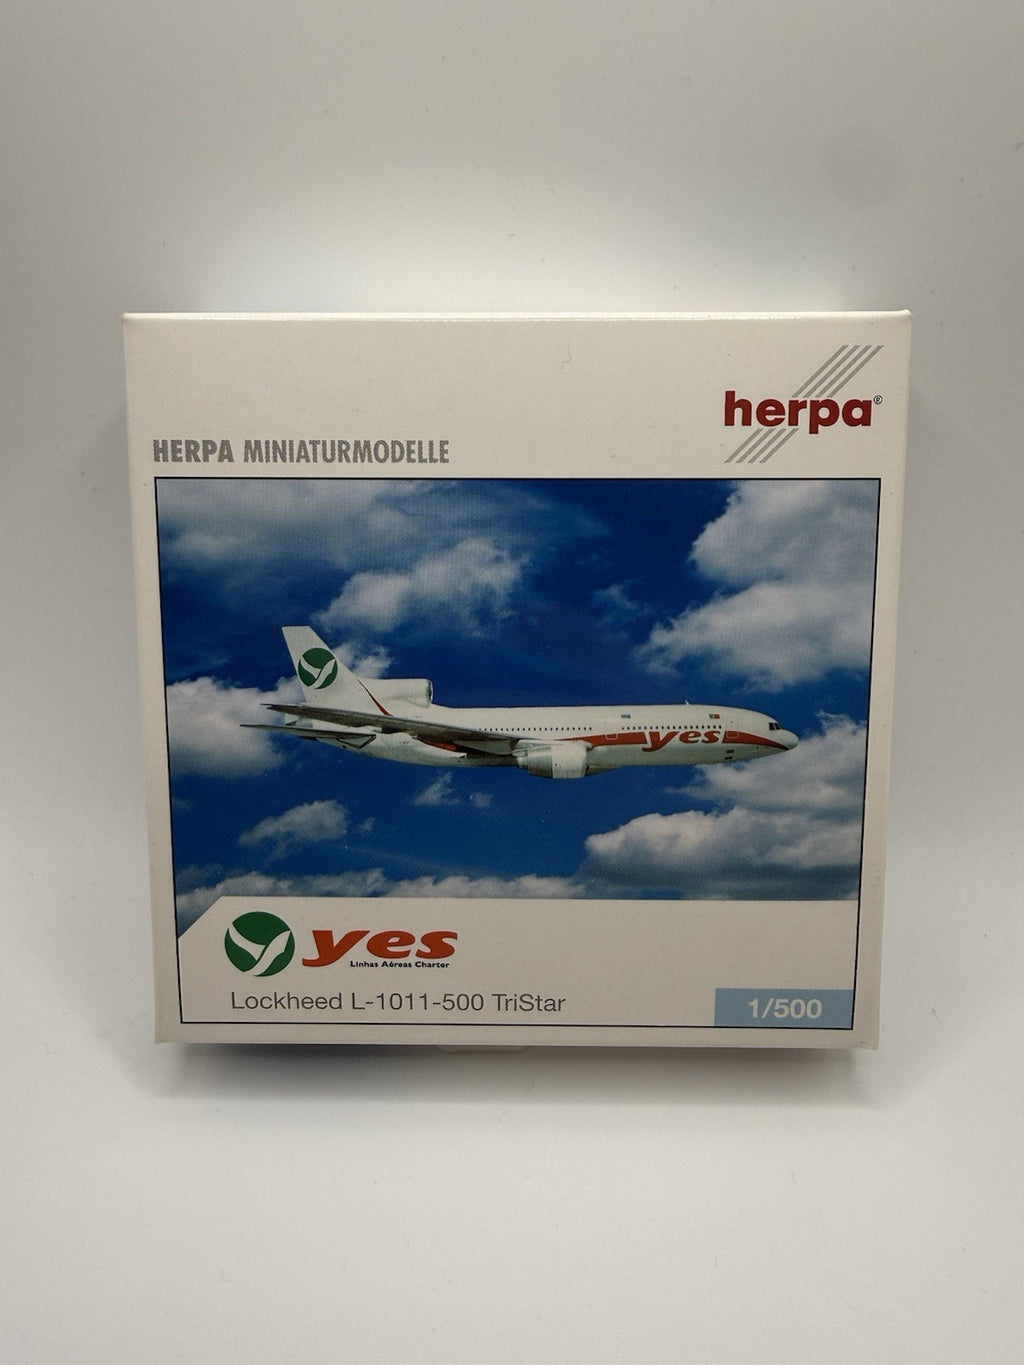 herpa®
HERPA MINIATURMODELLE
yes
yes
Linhas Aéreas Charter
Lockheed L-1011-500 TriStar
1/500